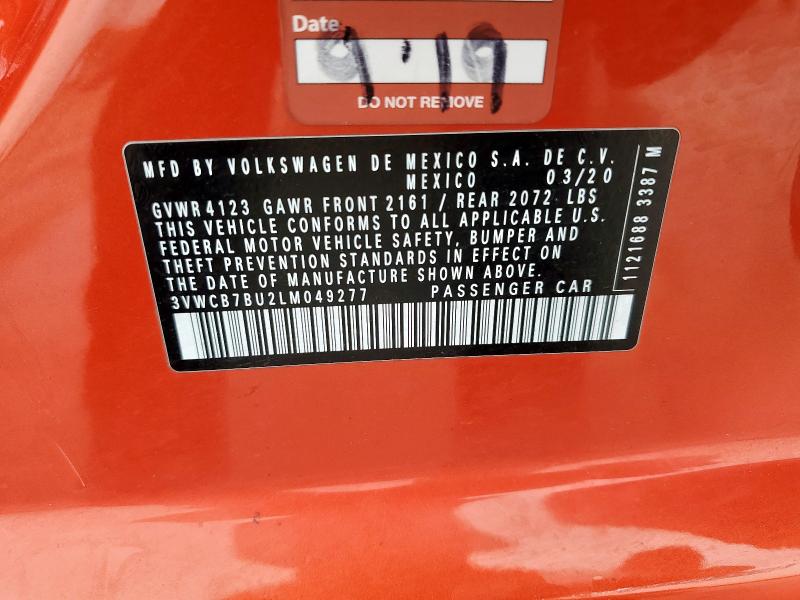 Date
9'19
DO NOT REMOVE
MFD BY VOLKSWAGEN DE MEXICO S.A. DE C.V.
MEXICO 03/20
GVWR 4123 GAWR FRONT 2161 / REAR 2072 LBS
THIS VEHICLE CONFORMS TO ALL APPLICABLE U.S.
FEDERAL MOTOR VEHICLE SAFETY, BUMPER AND
THEFT PREVENTION STANDARDS IN EFFECT ON
THE DATE OF MANUFACTURE SHOWN ABOVE.
3VWCB7BU2LM049277 PASSENGER CAR
1121688 3387 M